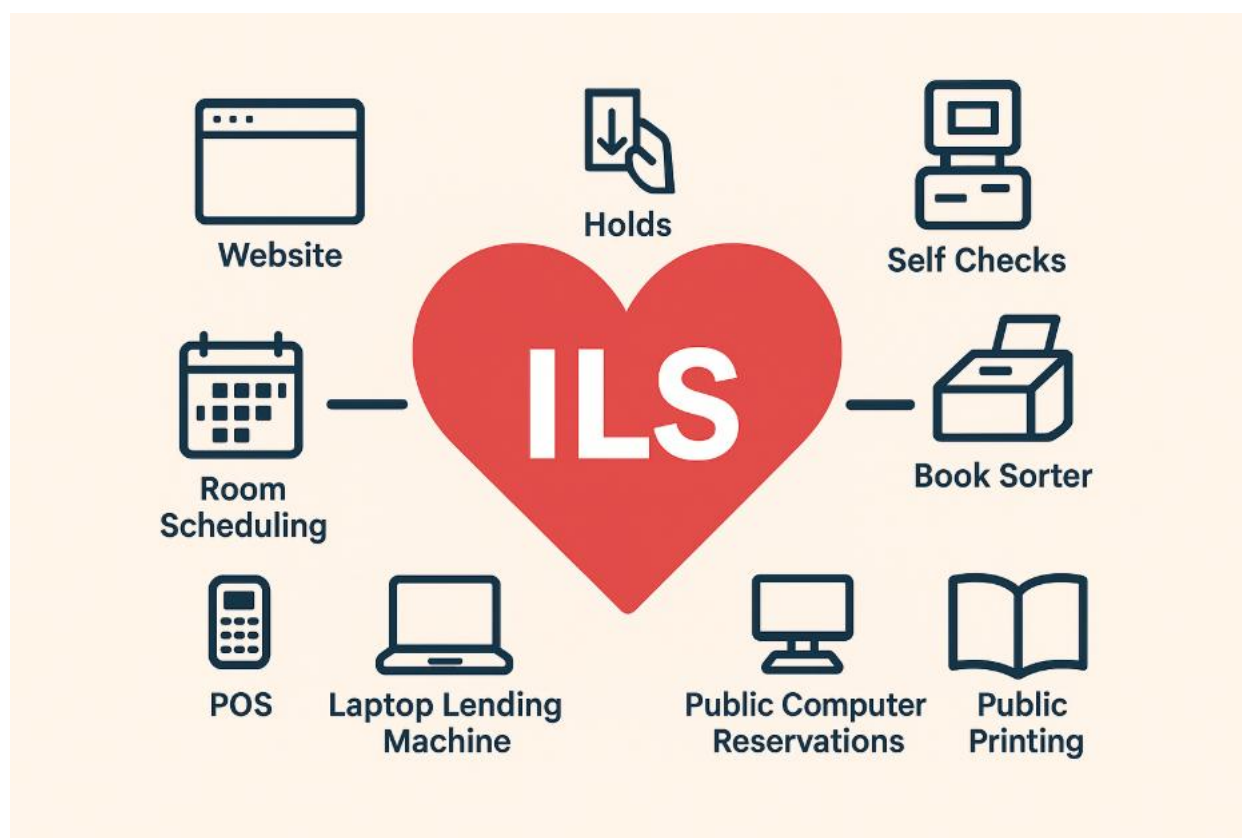 Website
Holds
Self Checks
ILS
Room
Scheduling
Book Sorter
POS
Laptop Lending
Machine
Public Computer
Reservations
Public
Printing